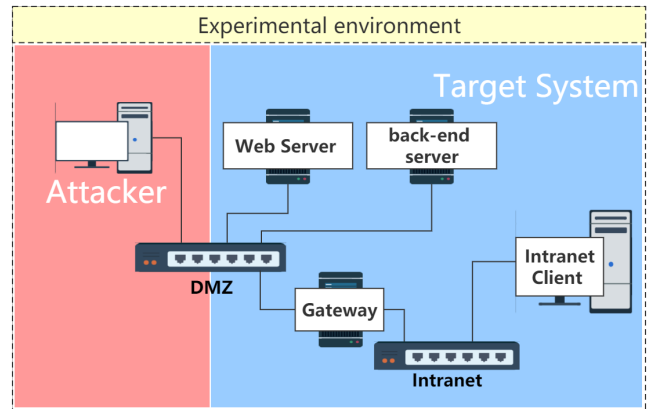 Experimental environment
Target System
Attacker
Web Server
back-end
server
DMZ
Gateway
Intranet
Client
Intranet